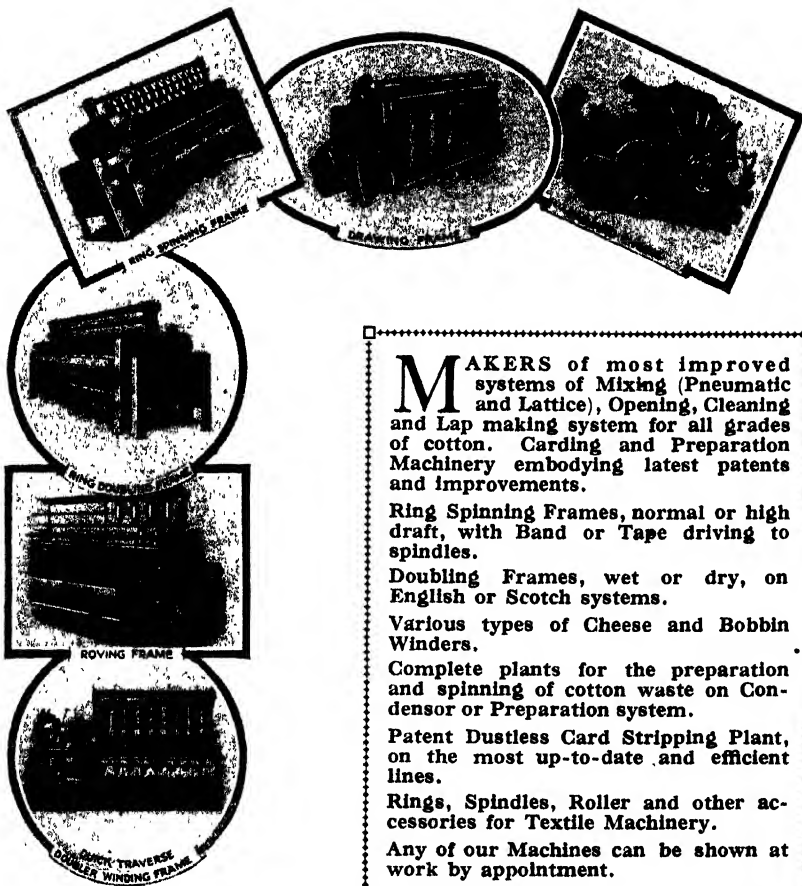 RING SPINNING FRAME
DRAWING FRAME
RING DOUBLING FRAME
ROVING FRAME
QUICK TRAVERSE
DOUBLER WINDING FRAME
MAKERS of most improved
systems of Mixing (Pneumatic
and Lattice), Opening, Cleaning
and Lap making system for all grades
of cotton. Carding and Preparation
Machinery embodying latest patents
and improvements.
Ring Spinning Frames, normal or high
draft, with Band or Tape driving to
spindles.
Doubling Frames, wet or dry, on
English or Scotch systems.
Various types of Cheese and Bobbin
Winders.
Complete plants for the preparation
and spinning of cotton waste on Con-
densor or Preparation system.
Patent Dustless Card Stripping Plant,
on the most up-to-date and efficient
lines.
Rings, Spindles, Roller and other ac-
cessories for Textile Machinery.
Any of our Machines can be shown at
work by appointment.